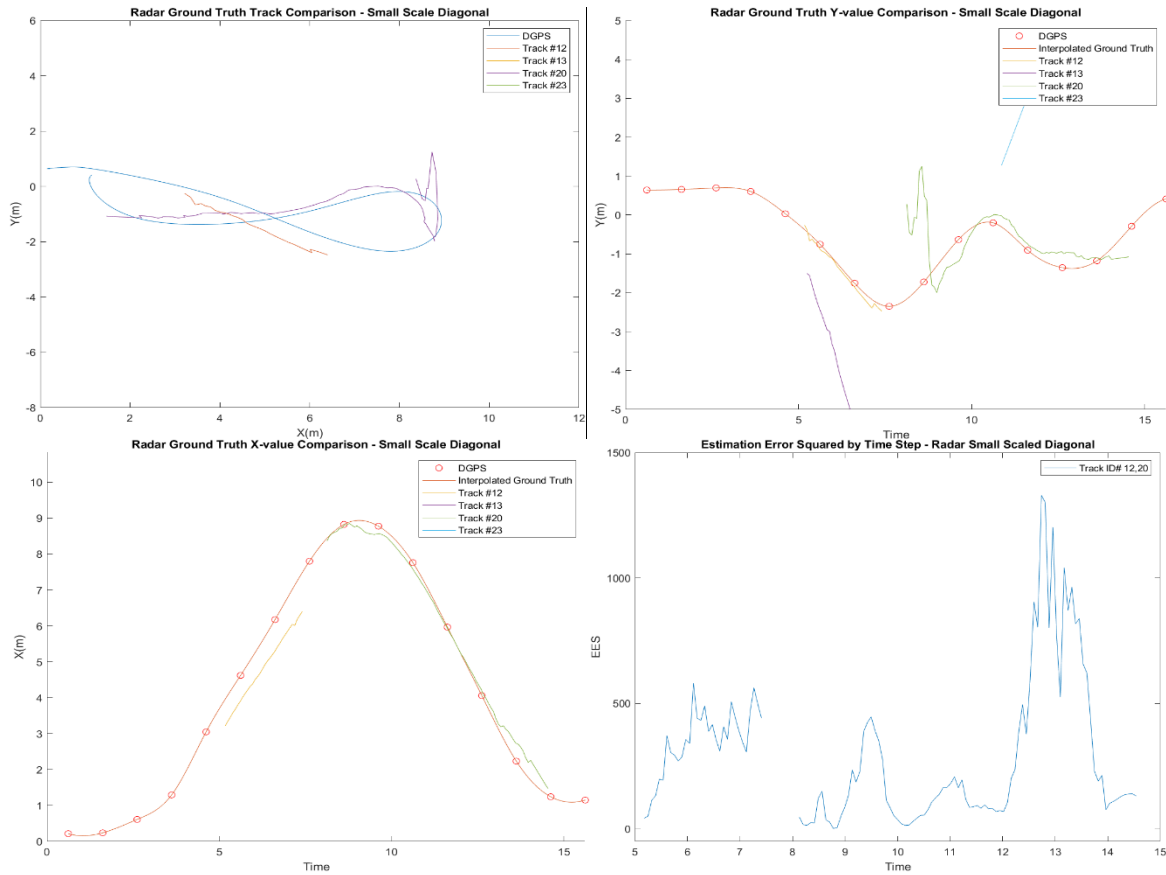 Radar Ground Truth Track Comparison - Small Scale Diagonal
DGPS
Track #12
Track #13
Track #20
Track #23
6
4
2
0
-2
-4
-6
-8
Y(m)
0
2
4
6
8
10
12
X(m)
Radar Ground Truth Y-value Comparison - Small Scale Diagonal
DGPS
Interpolated Ground Truth
Track #12
Track #13
Track #20
Track #23
5
4
3
2
1
0
-1
-2
-3
-4
-5
Y(m)
0
5
10
15
Time
Radar Ground Truth X-value Comparison - Small Scale Diagonal
DGPS
Interpolated Ground Truth
Track #12
Track #13
Track #20
Track #23
10
9
8
7
6
5
4
3
2
1
0
X(m)
0
5
10
15
Time
Estimation Error Squared by Time Step - Radar Small Scaled Diagonal
Track ID# 12,20
1500
1000
500
0
EES
5
6
7
8
9
10
11
12
13
14
15
Time